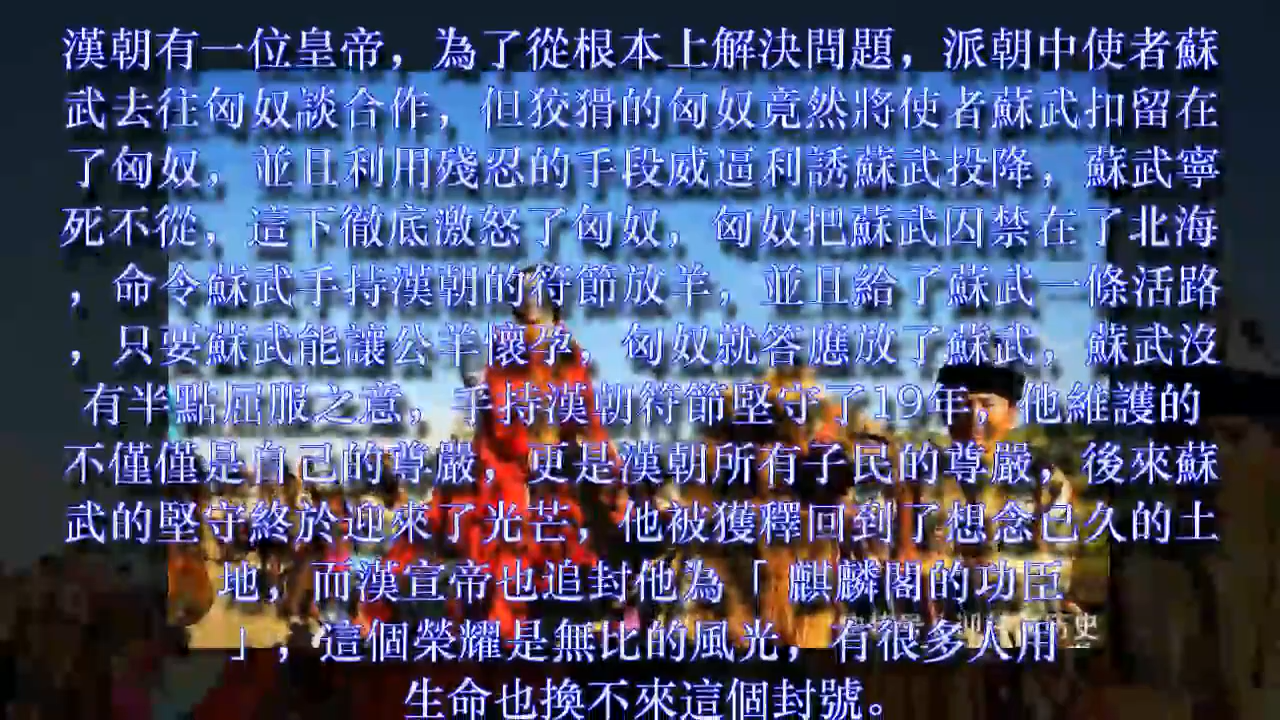 漢朝有一位皇帝，為了從根本上解決問題，派朝中使者蘇
武去往匈奴談合作，但狡猾的匈奴竟然將使者蘇武扣留在
了匈奴，並且利用殘忍的手段威逼利誘蘇武投降，蘇武寧
死不從，這下徹底激怒了匈奴，匈奴把蘇武囚禁在了北海
，命令蘇武手持漢朝的符節放羊，並且給了蘇武一條活路
，只要蘇武能讓公羊懷孕，匈奴就答應放了蘇武，蘇武沒
有半點屈服之意，手持漢朝符節堅守了19年，他維護的
不僅僅是自己的尊嚴，更是漢朝所有子民的尊嚴，後來蘇
武的堅守終於迎來了光芒，他被獲釋回到了想念已久的土
地，而漢宣帝也追封他為「麒麟閣的功臣
」，這個榮耀是無比的風光，有很多人用
生命也換不來這個封號。